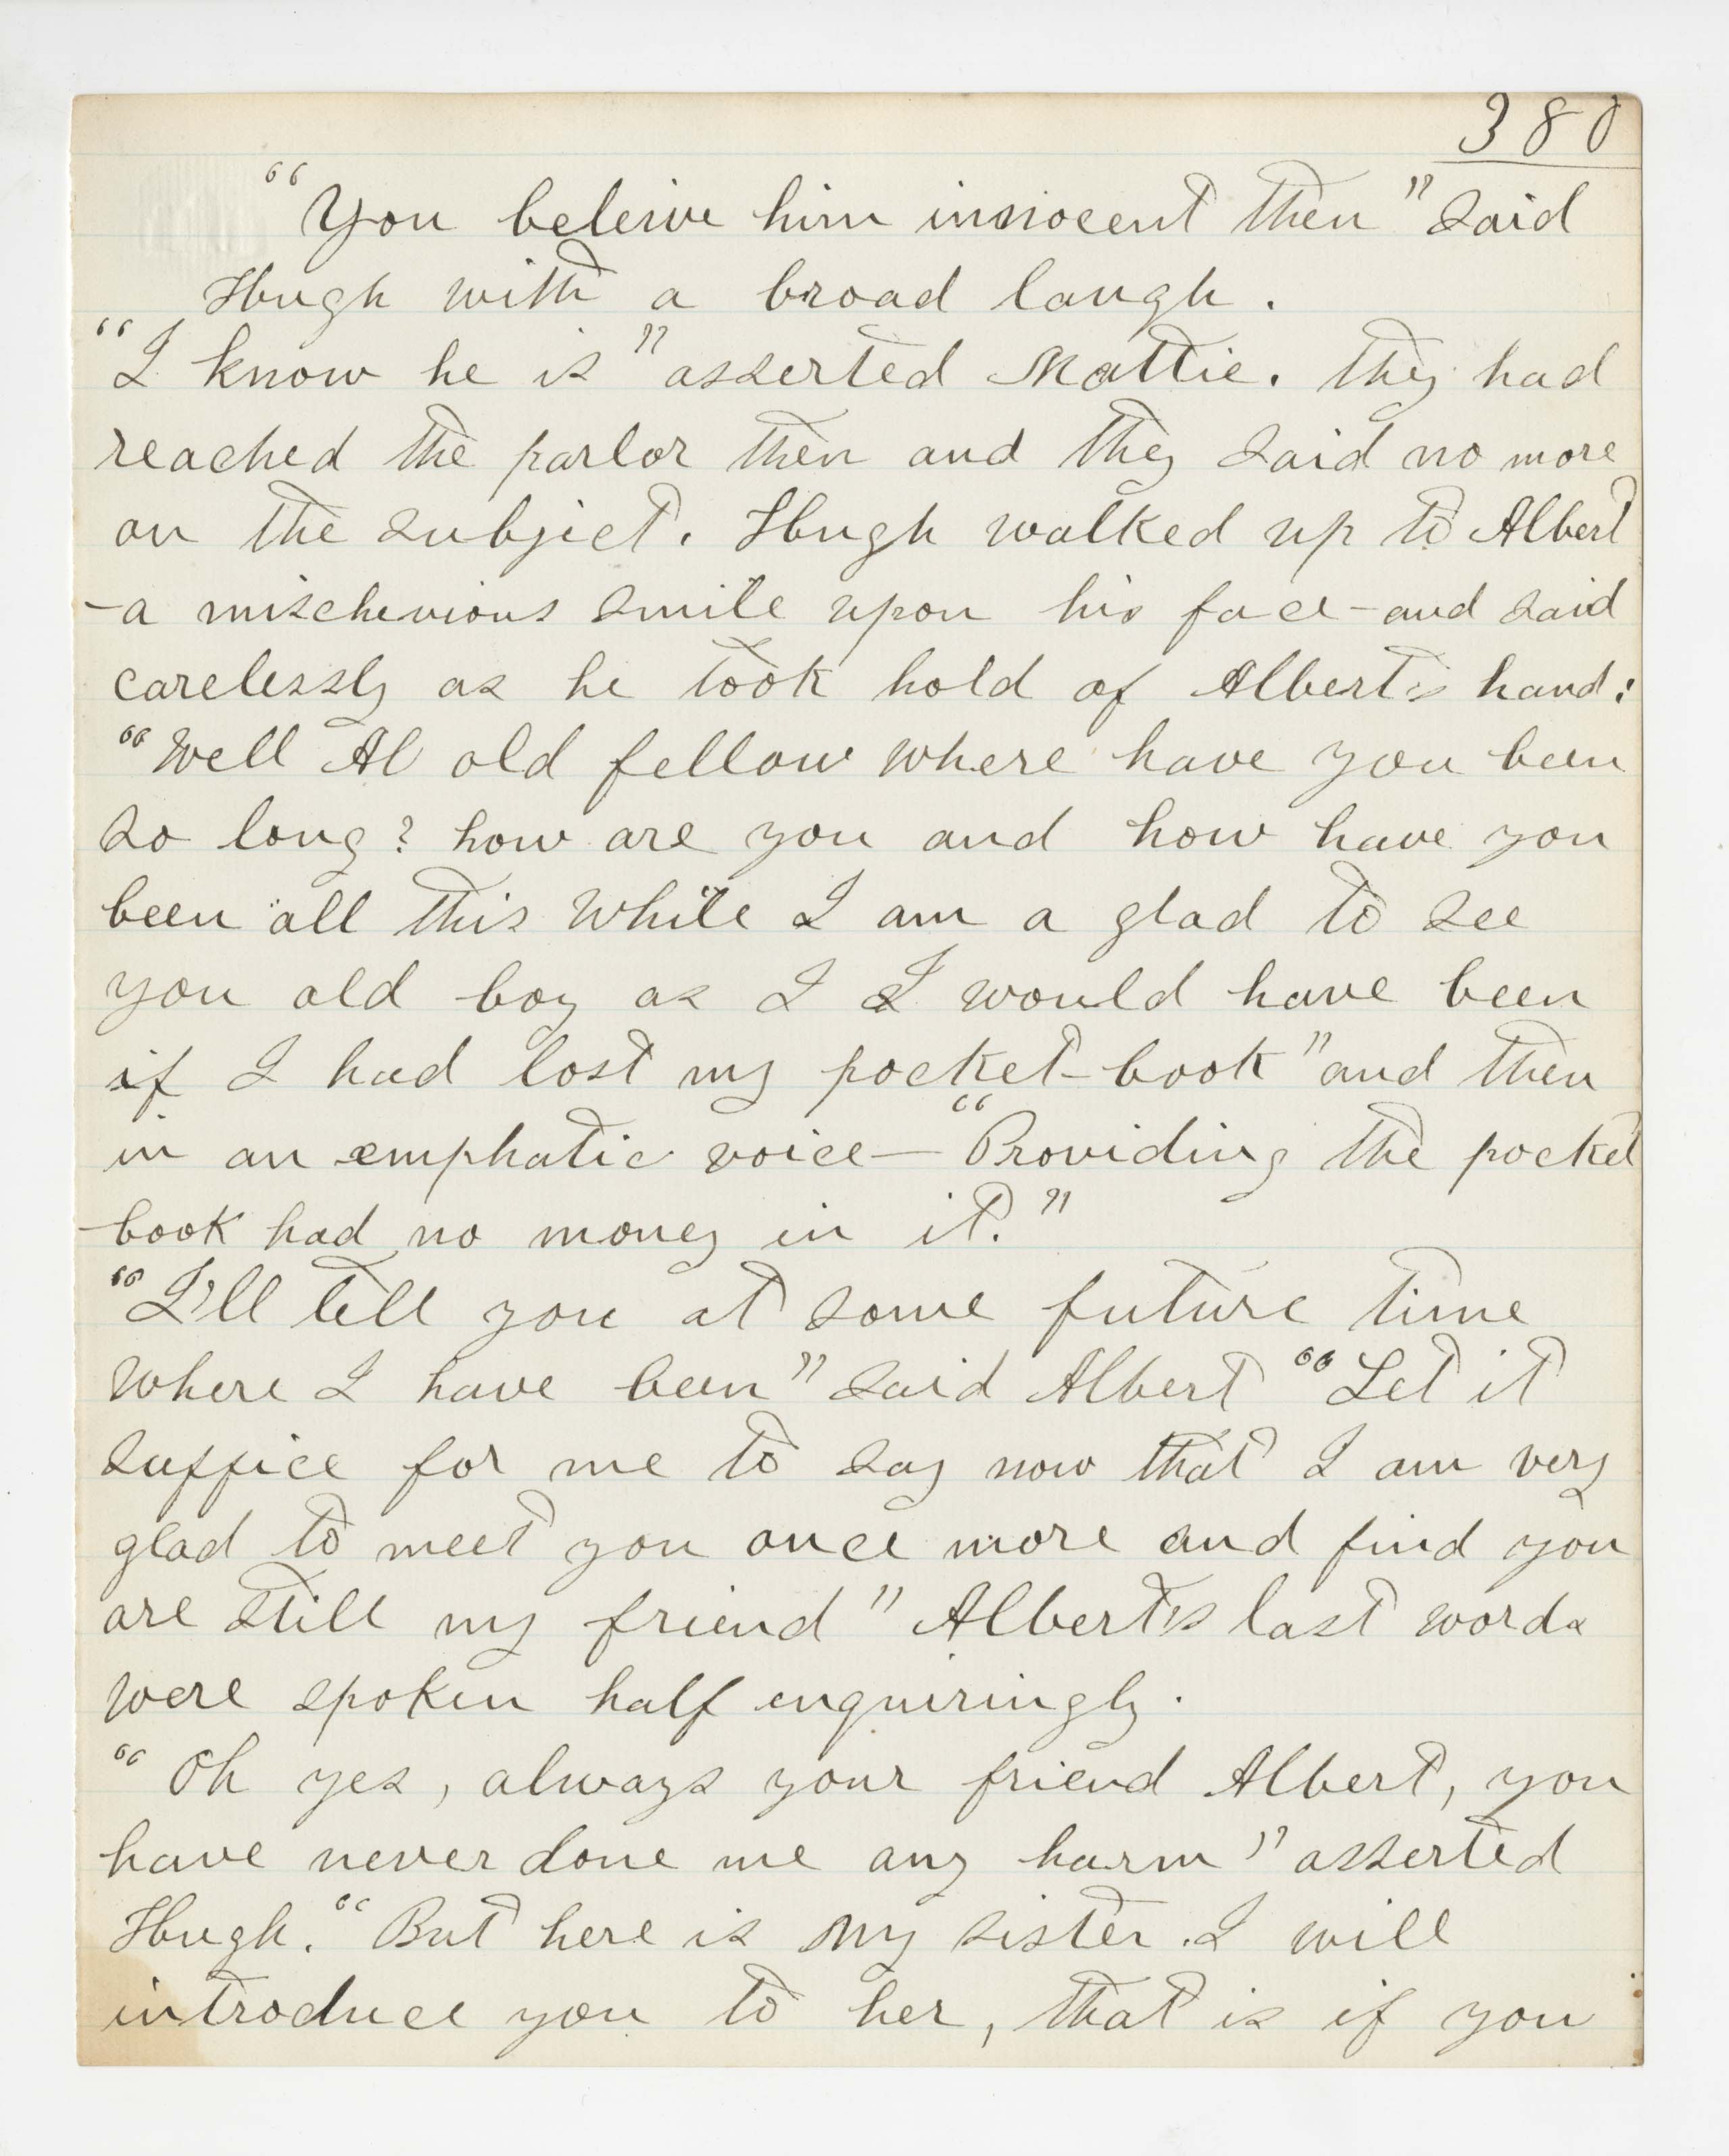 380
"You beleive him innocent then" said
Hugh with a broad laugh.
"I know he is" asserted Mattie. they had
reached the parlor then and they said no more
on the subject. Hugh walked up to Albert
-a mischevious smile upon his face-and said
carelessly as he took hold of Albert's hand:
"Well Al old fellow where have you been
so long? how are you and how have you
been all this while I am a glad to see
you old boy as I I would have been
if I had lost my pocket-book" and then
in an emphatic voice— "Providing the pocket
-book had no money in it."
"I'll tell you at some future time
where I have been" said Albert "Let it
suffice for me to say now that I am very
glad to meet you once more and find you
are still my friend" Albert's last words
were spoken half enquiringly.
"Oh yes, always your friend Albert, you
have never done me any harm" asserted
Hugh. "But here is my sister. I will
introduce you to her, that is if you